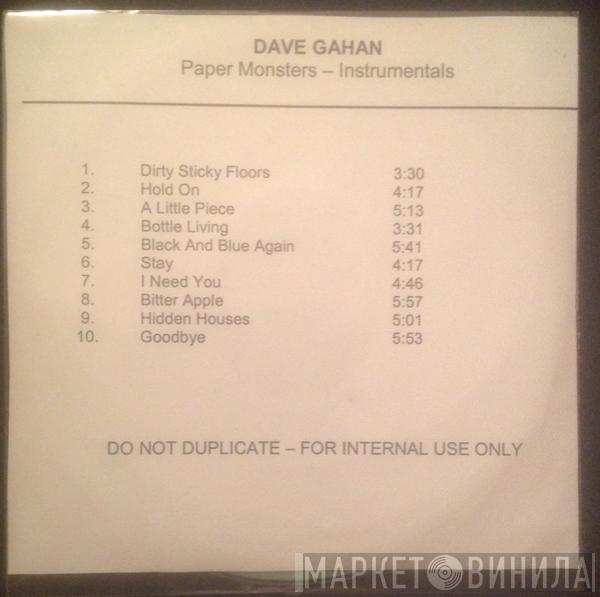 DAVE GAHAN
Paper Monsters – Instrumentals
1. Dirty Sticky Floors 3:30
2. Hold On 4:17
3. A Little Piece 5:13
4. Bottle Living 3:31
5. Black And Blue Again 5:41
6. Stay 4:17
7. I Need You 4:46
8. Bitter Apple 5:57
9. Hidden Houses 5:01
10. Goodbye 5:53
DO NOT DUPLICATE – FOR INTERNAL USE ONLY
МАРКЕТ ВИНИЛА